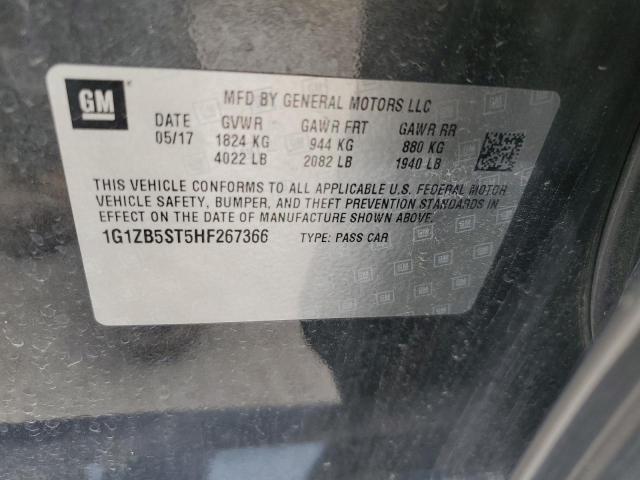 GM
MFD BY GENERAL MOTORS LLC
DATE GVWR GAWR FRT GAWR RR
05/17 1824 KG 944 KG 880 KG
4022 LB 2082 LB 1940 LB
THIS VEHICLE CONFORMS TO ALL APPLICABLE U.S. FEDERAL MOTOR
VEHICLE SAFETY, BUMPER, AND THEFT PREVENTION STANDARDS IN
EFFECT ON THE DATE OF MANUFACTURE SHOWN ABOVE.
1G1ZB5ST5HF267366 TYPE: PASS CAR